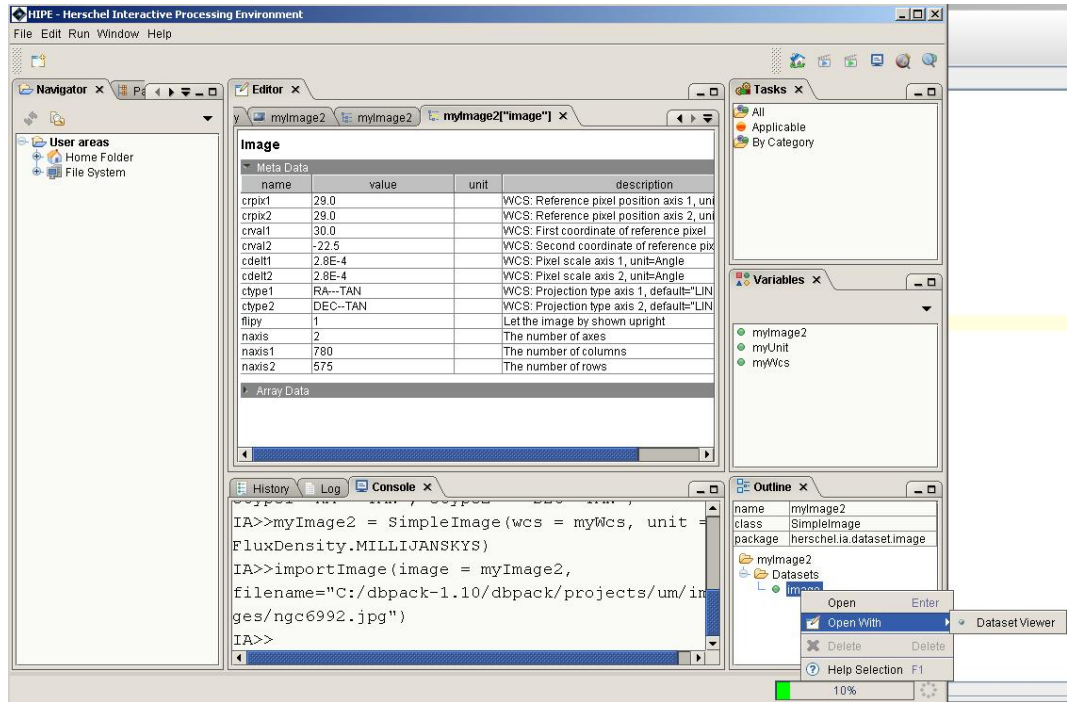 HIPE - Herschel Interactive Processing Environment
File Edit Run Window Help
Navigator
Editor
myImage2
myImage2
myImage2["image"]
Tasks
All
Applicable
By Category
User areas
Home Folder
File System
Image
Meta Data
name value unit description
crpix1 29.0 WCS: Reference pixel position axis 1, uni
crpix2 29.0 WCS: Reference pixel position axis 2, uni
crval1 30.0 WCS: First coordinate of reference pixel
crval2 -22.5 WCS: Second coordinate of reference pix
cdelt1 2.8E-4 WCS: Pixel scale axis 1, unit=Angle
cdelt2 2.8E-4 WCS: Pixel scale axis 2, unit=Angle
ctype1 RA---TAN WCS: Projection type axis 1, default="LIN
ctype2 DEC--TAN WCS: Projection type axis 2, default="LIN
flipy 1 Let the image by shown upright
naxis 2 The number of axes
naxis1 780 The number of columns
naxis2 575 The number of rows
Array Data
Variables
myImage2
myUnit
myWcs
History
Log
Console
IA>>myImage2 = SimpleImage(wcs = myWcs, unit =
FluxDensity.MILLIJANSKYS)
IA>>importImage(image = myImage2,
filename="C:/dbpack-1.10/dbpack/projects/um/im
ges/ngc6992.jpg")
IA>>
Outline
name myImage2
class SimpleImage
package herschel.ia.dataset.image
myImage2
Datasets
image
Open Enter
Open With
Dataset Viewer
Delete Delete
Help Selection F1
10%